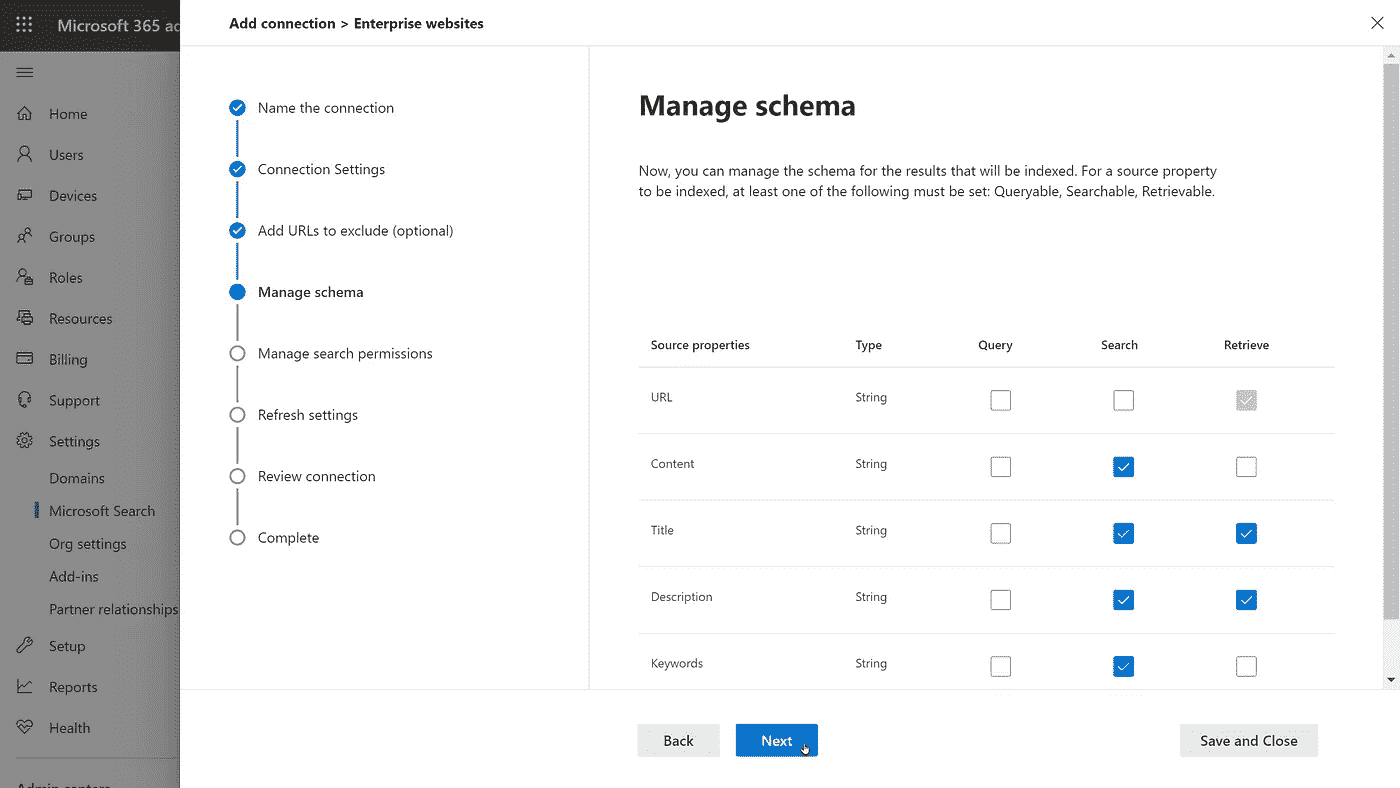 Microsoft 365 ad
Add connection > Enterprise websites
Home
Users
Devices
Groups
Roles
Resources
Billing
Support
Settings
Domains
Microsoft Search
Org settings
Add-ins
Partner relationships
Setup
Reports
Health
Admin centers
Name the connection
Connection Settings
Add URLs to exclude (optional)
Manage schema
Manage search permissions
Refresh settings
Review connection
Complete
Manage schema
Now, you can manage the schema for the results that will be indexed. For a source property
to be indexed, at least one of the following must be set: Queryable, Searchable, Retrievable.
Source properties Type Query Search Retrieve
URL String
Content String
Title String
Description String
Keywords String
Back Next Save and Close